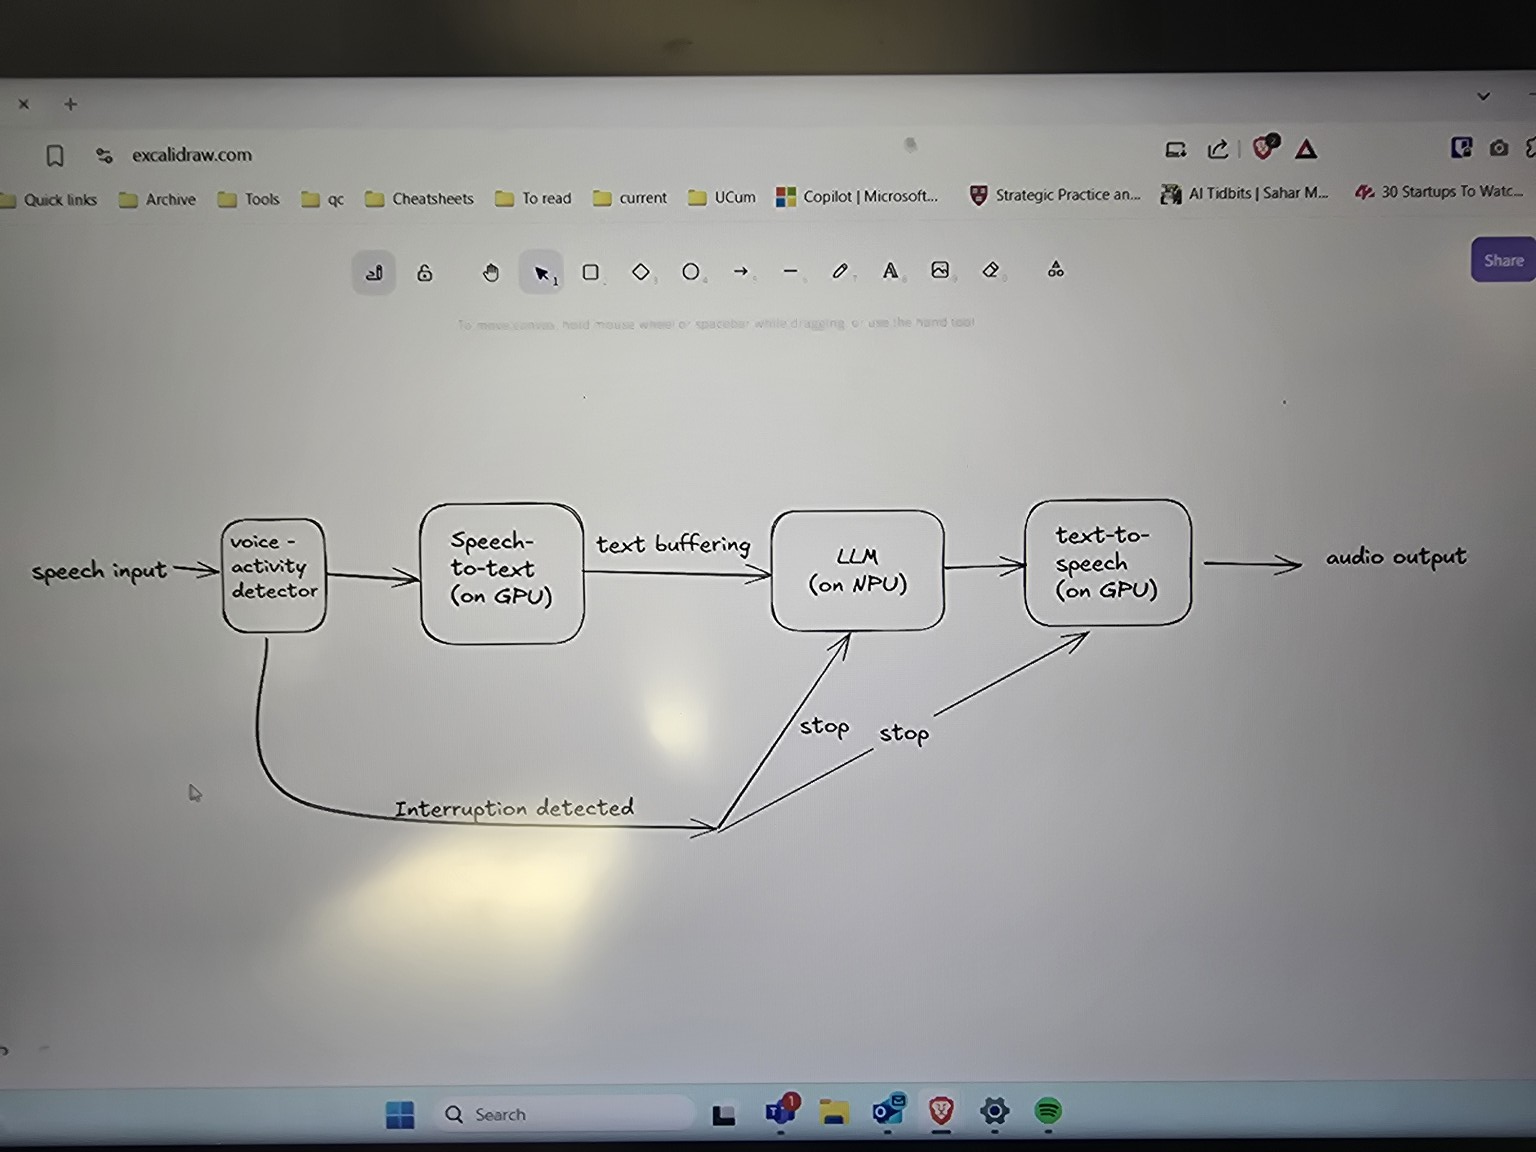 excalidraw.com
Quick links
Archive
Tools
qc
Cheatsheets
To read
current
UCum
Copilot | Microsoft...
Strategic Practice an...
AI Tidbits | Sahar M...
30 Startups To Watc...
Share
To move canvas, hold mouse wheel or spacebar while dragging, or use the hand tool
speech input
voice -
activity
detector
Speech-
to-text
(on GPU)
text buffering
LLM
(on NPU)
text-to-
speech
(on GPU)
audio output
stop
stop
Interruption detected
Search
1